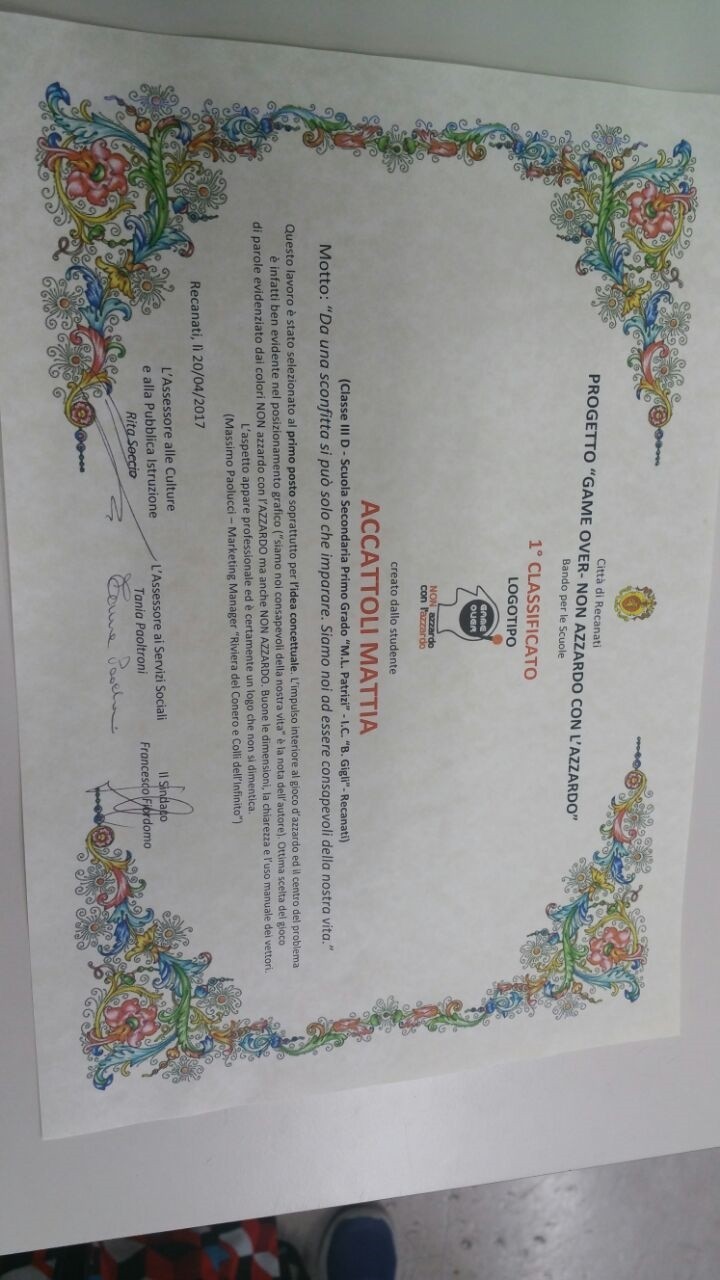 Città di Recanati
PROGETTO “GAME OVER- NON AZZARDO CON L’AZZARDO”
Bando per le Scuole
1° CLASSIFICATO
LOGOTIPO
GAME
OVER
NON azzardo
con l'azzardo
creato dallo studente
ACCATTOLI MATTIA
(Classe III D - Scuola Secondaria Primo Grado “M.L. Patrizi” - I.C. “B. Gigli”- Recanati)
Motto: “Da una sconfitta si può solo che imparare. Siamo noi ad essere consapevoli della nostra vita.”
Questo lavoro è stato selezionato al primo posto soprattutto per l’idea concettuale. L’impulso interiore al gioco d’azzardo ed il centro del problema
è infatti ben evidente nel posizionamento grafico (“siamo noi consapevoli della nostra vita” è la nota dell’autore). Ottima scelta del gioco
di parole evidenziato dai colori NON azzardo con l’AZZARDO ma anche NON AZZARDO. Buone le dimensioni, la chiarezza e l’uso manuale dei vettori.
L’aspetto appare professionale ed è certamente un logo che non si dimentica.
(Massimo Paolucci – Marketing Manager “Riviera del Conero e Colli dell’Infinito”)
Recanati, lì 20/04/2017
L’Assessore alle Culture
e alla Pubblica Istruzione
Rita Soccio
L’Assessore ai Servizi Sociali
Tania Paoltroni
Il Sindaco
Francesco Fiordomo